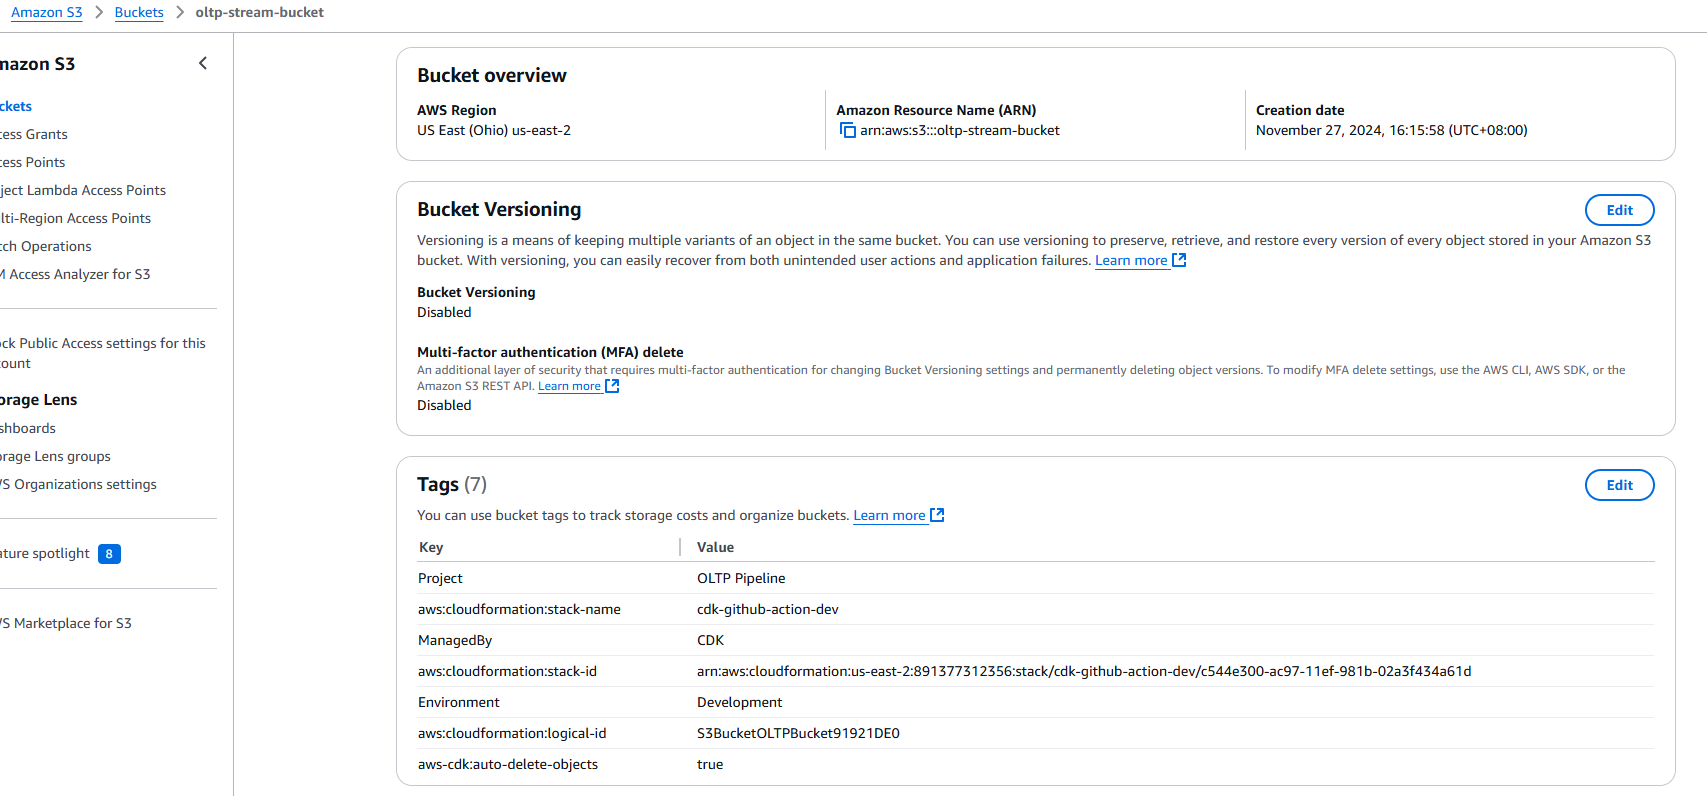 Amazon S3 > Buckets > oltp-stream-bucket
mazon S3
ckets
cess Grants
cess Points
ject Lambda Access Points
lti-Region Access Points
tch Operations
M Access Analyzer for S3
ock Public Access settings for this
count
orage Lens
shboards
orage Lens groups
WS Organizations settings
ature spotlight 8
WS Marketplace for S3
Bucket overview
AWS Region
US East (Ohio) us-east-2
Amazon Resource Name (ARN)
arn:aws:s3:::oltp-stream-bucket
Creation date
November 27, 2024, 16:15:58 (UTC+08:00)
Bucket Versioning
Edit
Versioning is a means of keeping multiple variants of an object in the same bucket. You can use versioning to preserve, retrieve, and restore every version of every object stored in your Amazon S3
bucket. With versioning, you can easily recover from both unintended user actions and application failures. Learn more
Bucket Versioning
Disabled
Multi-factor authentication (MFA) delete
An additional layer of security that requires multi-factor authentication for changing Bucket Versioning settings and permanently deleting object versions. To modify MFA delete settings, use the AWS CLI, AWS SDK, or the
Amazon S3 REST API. Learn more
Disabled
Tags (7)
Edit
You can use bucket tags to track storage costs and organize buckets. Learn more
Key Value
Project OLTP Pipeline
aws:cloudformation:stack-name cdk-github-action-dev
ManagedBy CDK
aws:cloudformation:stack-id arn:aws:cloudformation:us-east-2:891377312356:stack/cdk-github-action-dev/c544e300-ac97-11ef-981b-02a3f434a61d
Environment Development
aws:cloudformation:logical-id S3BucketOLTPBucket91921DE0
aws-cdk:auto-delete-objects true